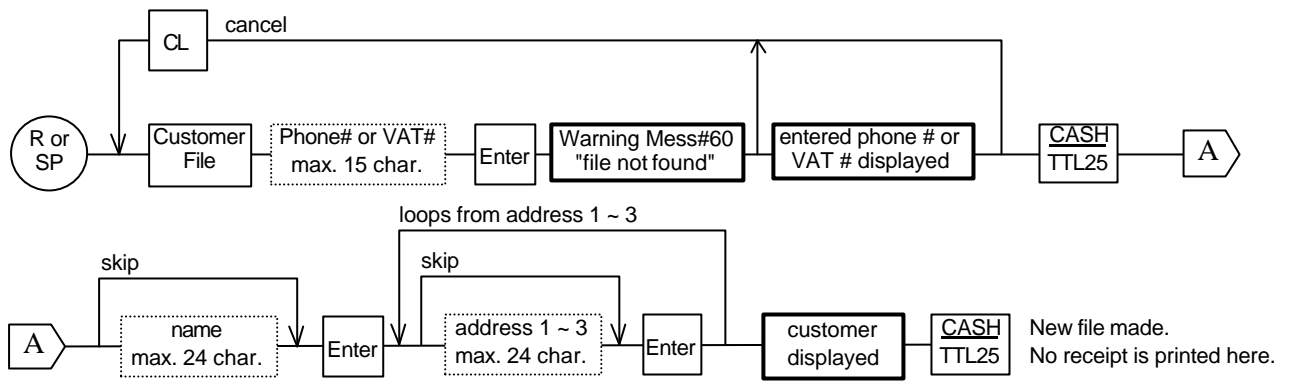 cancel
CL
R or
SP
Customer
File
Phone# or VAT#
max. 15 char.
Enter
Warning Mess#60
"file not found"
entered phone # or
VAT # displayed
CASH
TTL25
A
loops from address 1 ~ 3
skip
skip
A
name
max. 24 char.
Enter
address 1 ~ 3
max. 24 char.
Enter
customer
displayed
CASH
TTL25
New file made.
No receipt is printed here.